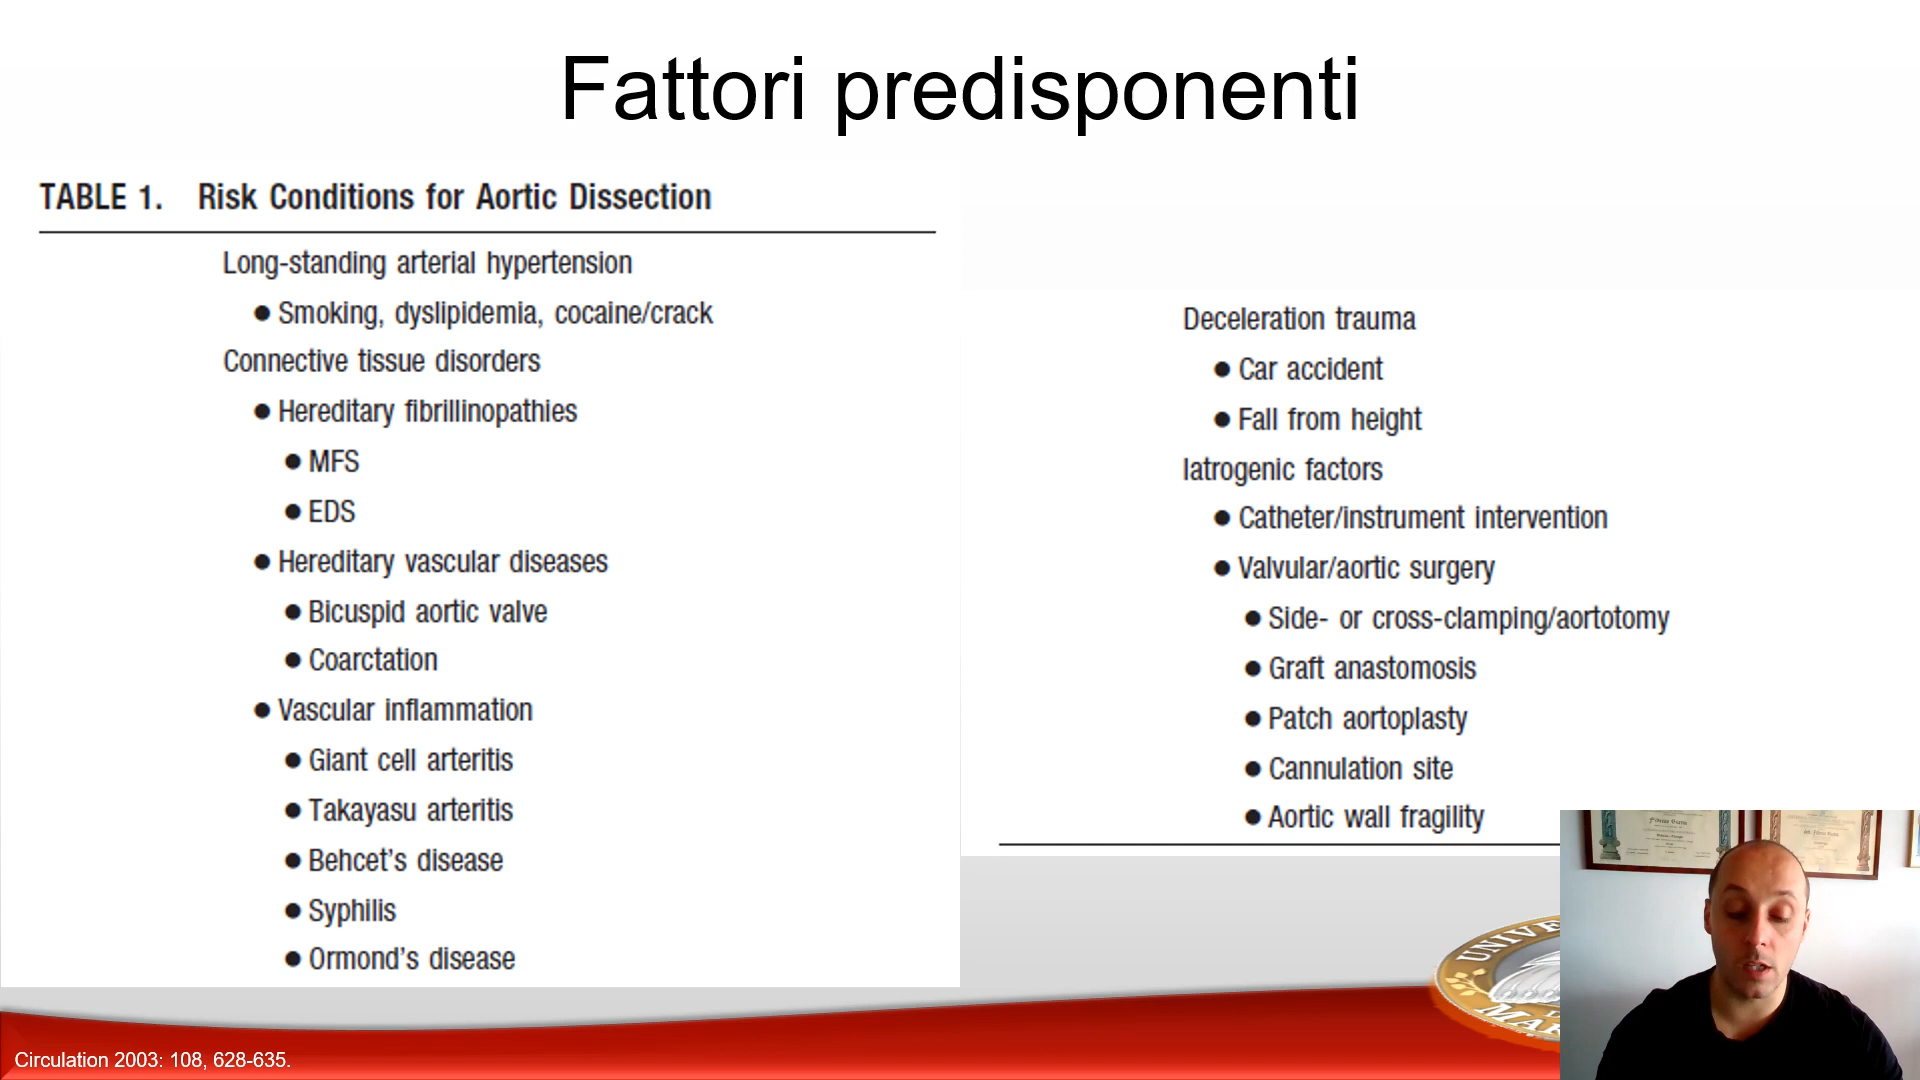 Fattori predisponenti
TABLE 1. Risk Conditions for Aortic Dissection
Long-standing arterial hypertension
● Smoking, dyslipidemia, cocaine/crack
Connective tissue disorders
● Hereditary fibrillinopathies
● MFS
● EDS
● Hereditary vascular diseases
● Bicuspid aortic valve
● Coarctation
● Vascular inflammation
● Giant cell arteritis
● Takayasu arteritis
● Behcet's disease
● Syphilis
● Ormond's disease
Deceleration trauma
● Car accident
● Fall from height
Iatrogenic factors
● Catheter/instrument intervention
● Valvular/aortic surgery
● Side- or cross-clamping/aortotomy
● Graft anastomosis
● Patch aortoplasty
● Cannulation site
● Aortic wall fragility
Circulation 2003: 108, 628-635.